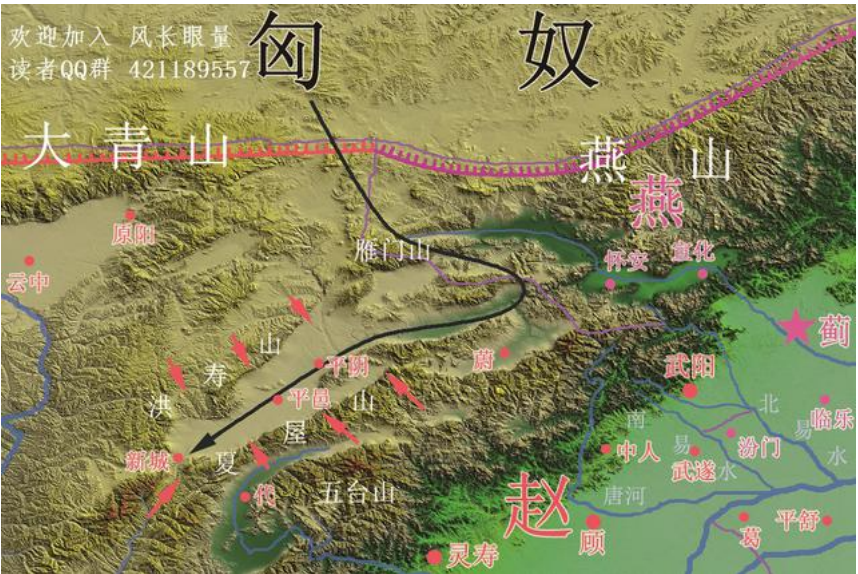 欢迎加入 风长眼量
读者QQ群 421189557
匈 奴
大青山
燕山
燕
原阳
云中
雁门山
怀安
宣化
蓟
洪寿山
平阴
平邑
新城
夏屋山
蔚
代
五台山
武阳
临乐
汾门
中人
武遂
南易水
北易水
唐河
赵
顾
灵寿
葛
平舒